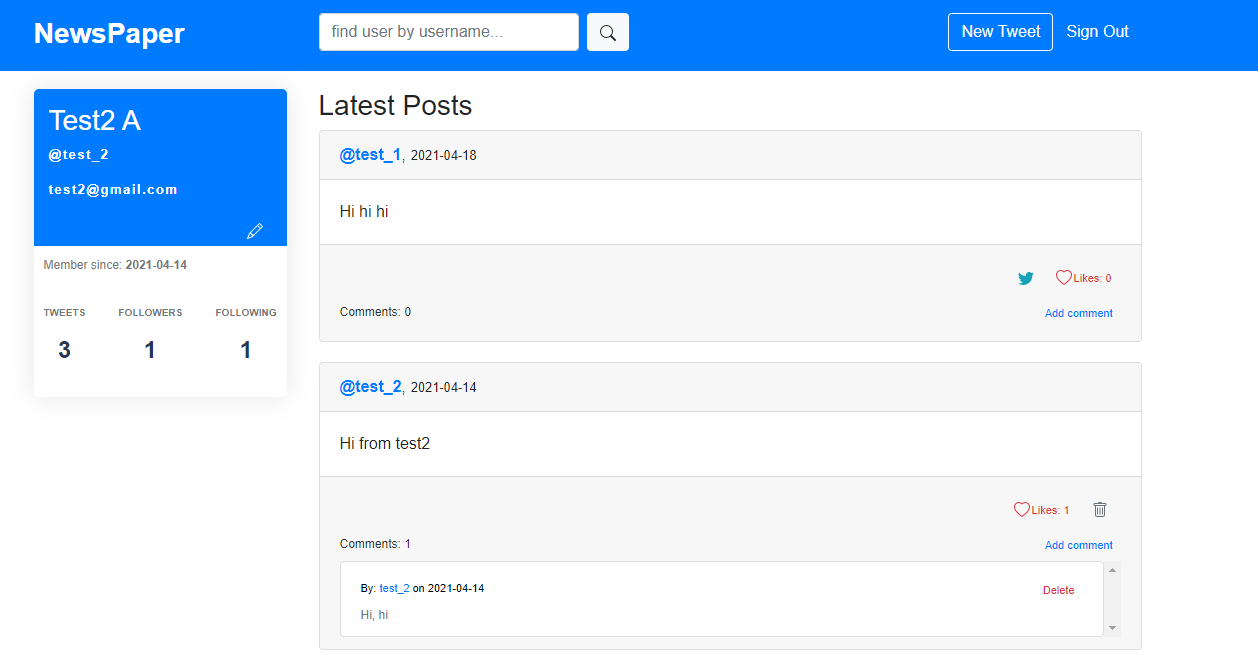 NewsPaper
find user by username...
New Tweet
Sign Out
Test2 A
@test_2
test2@gmail.com
Member since: 2021-04-14
TWEETS FOLLOWERS FOLLOWING
3 1 1
Latest Posts
@test_1, 2021-04-18
Hi hi hi
Likes: 0
Comments: 0
Add comment
@test_2, 2021-04-14
Hi from test2
Likes: 1
Comments: 1
Add comment
By: test_2 on 2021-04-14
Delete
Hi, hi